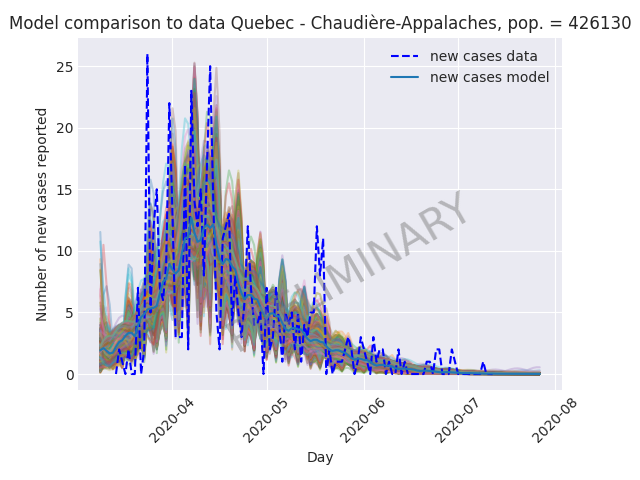 Model comparison to data Quebec - Chaudière-Appalaches, pop. = 426130
new cases data
new cases model
25
20
15
10
5
0
Number of new cases reported
2020-04
2020-05
2020-06
2020-07
2020-08
Day